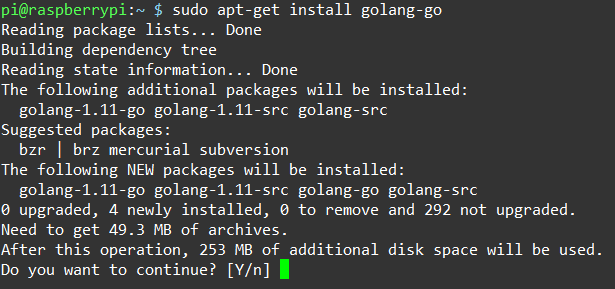 pi@raspberrypi:~ $ sudo apt-get install golang-go
Reading package lists... Done
Building dependency tree
Reading state information... Done
The following additional packages will be installed:
  golang-1.11-go golang-1.11-src golang-src
Suggested packages:
  bzr | brz mercurial subversion
The following NEW packages will be installed:
  golang-1.11-go golang-1.11-src golang-go golang-src
0 upgraded, 4 newly installed, 0 to remove and 292 not upgraded.
Need to get 49.3 MB of archives.
After this operation, 253 MB of additional disk space will be used.
Do you want to continue? [Y/n]